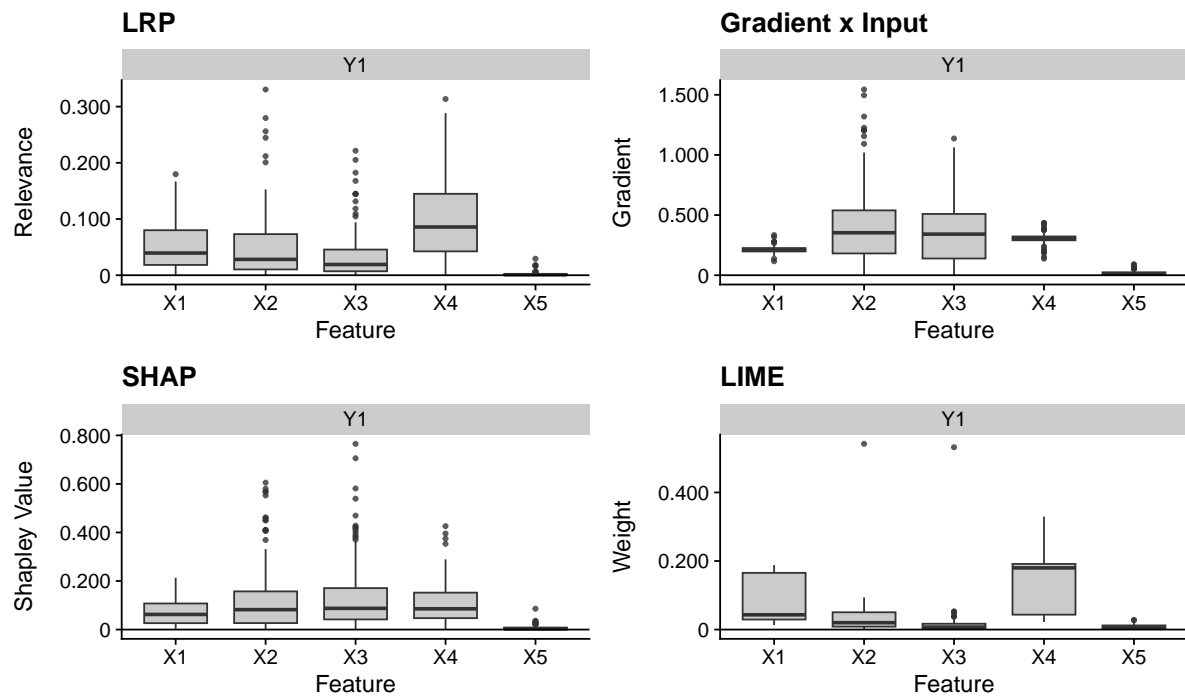 LRP
Y1
Relevance
0.300
0.200
0.100
0
X1 X2 X3 X4 X5
Feature
Gradient x Input
Y1
Gradient
1.500
1.000
0.500
0
X1 X2 X3 X4 X5
Feature
SHAP
Y1
Shapley Value
0.800
0.600
0.400
0.200
0
X1 X2 X3 X4 X5
Feature
LIME
Y1
Weight
0.400
0.200
0
X1 X2 X3 X4 X5
Feature